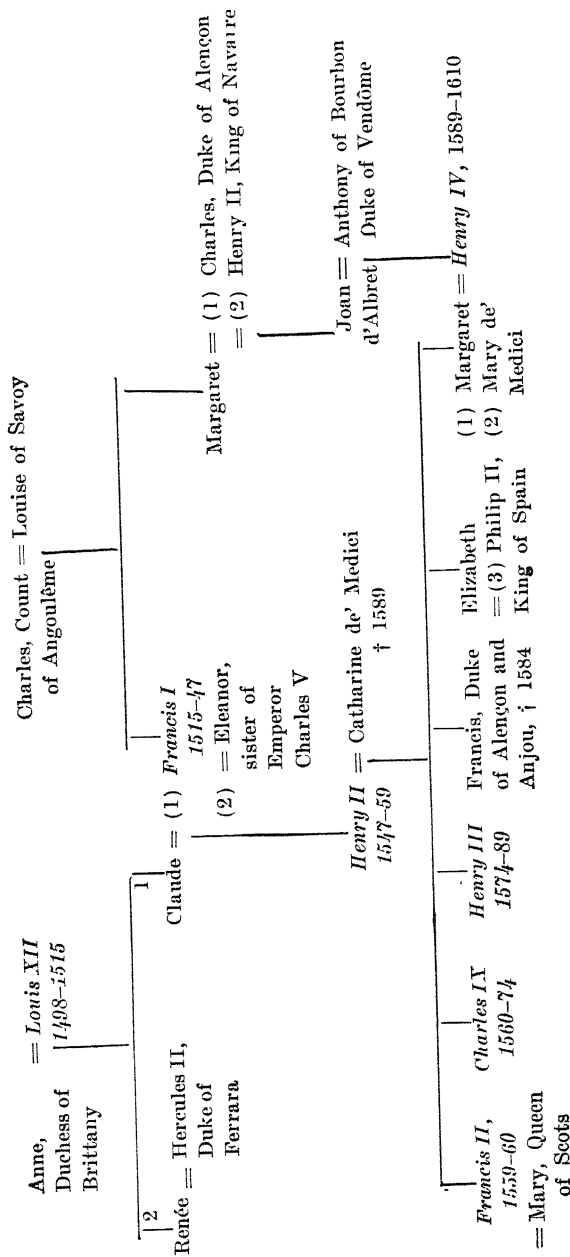 Charles, Count = Louise of Savoy
of Angoulême
Anne,
Duchess of
Brittany
= Louis XII
1498–1515
2
Renée = Hercules II,
Duke of
Ferrara
1
Claude = (1) Francis I
1515–47
(2) = Eleanor,
sister of
Emperor
Charles V
Margaret = (1) Charles, Duke of Alençon
= (2) Henry II, King of Navarre
Joan = Anthony of Bourbon
d'Albret Duke of Vendôme
Henry II = Catharine de' Medici
1547–59 † 1589
Francis II,
1559–60
= Mary, Queen
of Scots
Charles IX
1560–74
Henry III
1574–89
Francis, Duke
of Alençon and
Anjou, † 1584
Elizabeth
= (3) Philip II,
King of Spain
(1) Margaret = Henry IV, 1589–1610
(2) Mary de'
Medici